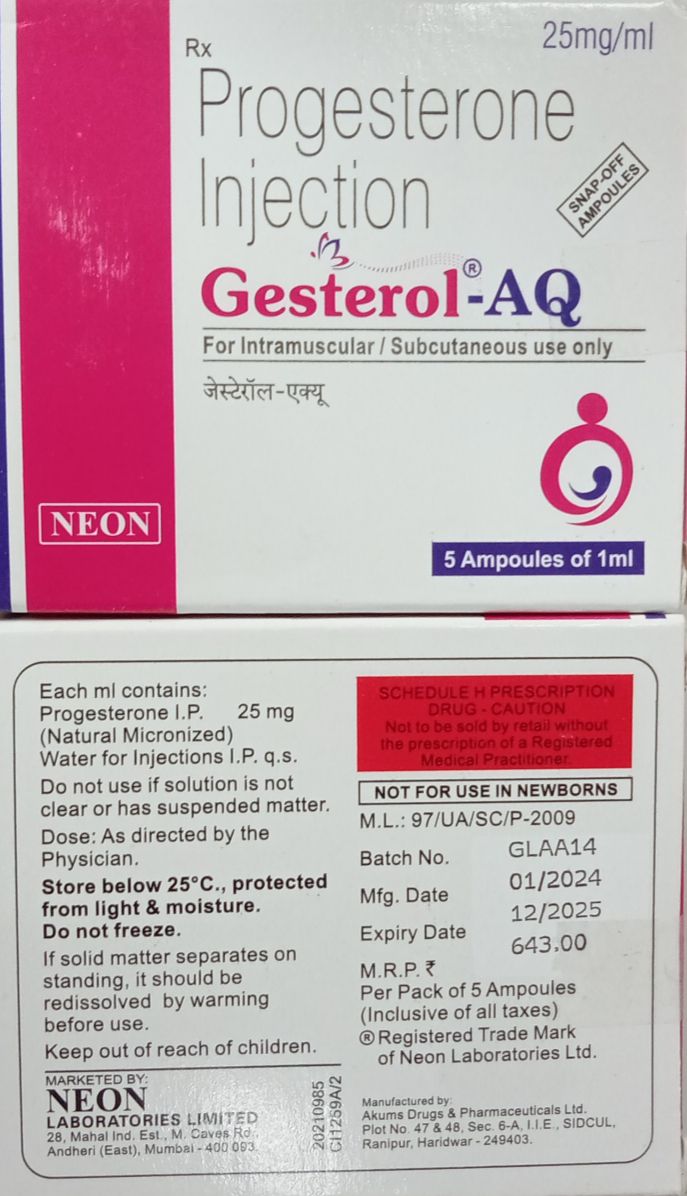 Rx
25mg/ml
Progesterone
Injection
SNAP-OFF
AMPOULES
Gesterol®-AQ
For Intramuscular / Subcutaneous use only
जेस्टेरॉल-एक्यू
NEON
5 Ampoules of 1ml
Each ml contains:
Progesterone I.P. 25 mg
(Natural Micronized)
Water for Injections I.P. q.s.
Do not use if solution is not
clear or has suspended matter.
Dose: As directed by the
Physician.
Store below 25°C., protected
from light & moisture.
Do not freeze.
If solid matter separates on
standing, it should be
redissolved by warming
before use.
Keep out of reach of children.
MARKETED BY:
NEON
LABORATORIES LIMITED
28, Mahal Ind. Est., M. Caves Rd.,
Andheri (East), Mumbai - 400 093.
20210985
CI1259A/2
SCHEDULE H PRESCRIPTION
DRUG - CAUTION
Not to be sold by retail without
the prescription of a Registered
Medical Practitioner.
NOT FOR USE IN NEWBORNS
M.L.: 97/UA/SC/P-2009
Batch No. GLAA14
Mfg. Date 01/2024
Expiry Date 12/2025
M.R.P. ₹ 643.00
Per Pack of 5 Ampoules
(Inclusive of all taxes)
® Registered Trade Mark
of Neon Laboratories Ltd.
Manufactured by:
Akums Drugs & Pharmaceuticals Ltd.
Plot No. 47 & 48, Sec. 6-A, I.I.E., SIDCUL,
Ranipur, Haridwar - 249403.